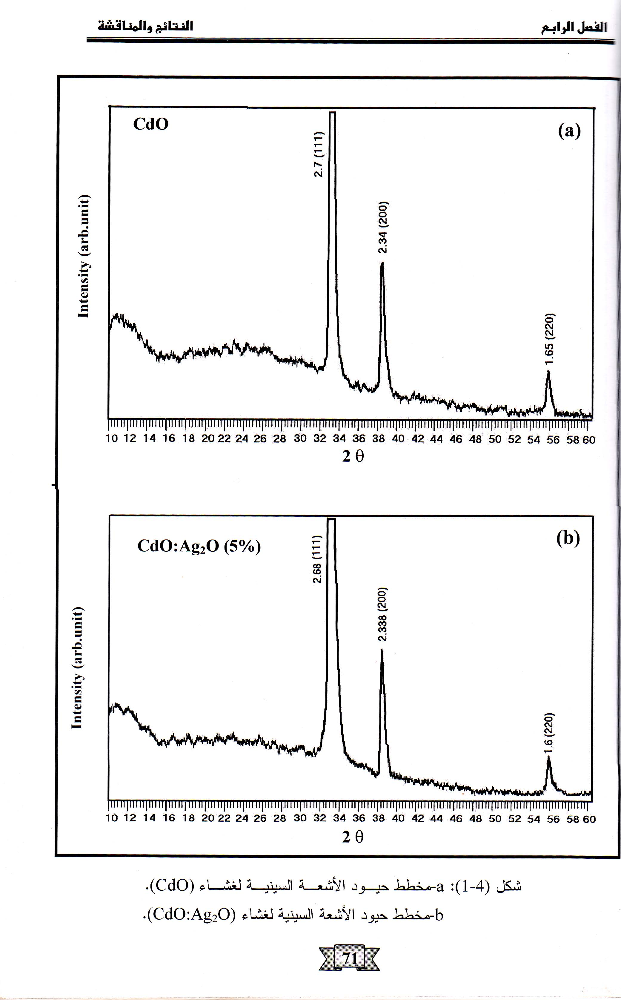 الفصل الرابع
النتائج والمناقشة
CdO
(a)
2.7 (111)
2.34 (200)
1.65 (220)
Intensity (arb.unit)
10 12 14 16 18 20 22 24 26 28 30 32 34 36 38 40 42 44 46 48 50 52 54 56 58 60
2 θ
CdO:Ag₂O (5%)
(b)
2.68 (111)
2.338 (200)
1.6 (220)
Intensity (arb.unit)
10 12 14 16 18 20 22 24 26 28 30 32 34 36 38 40 42 44 46 48 50 52 54 56 58 60
2 θ
شكل (4-1): a-مخطط حيود الأشعة السينية لغشاء (CdO).
b-مخطط حيود الأشعة السينية لغشاء (CdO:Ag₂O).
71